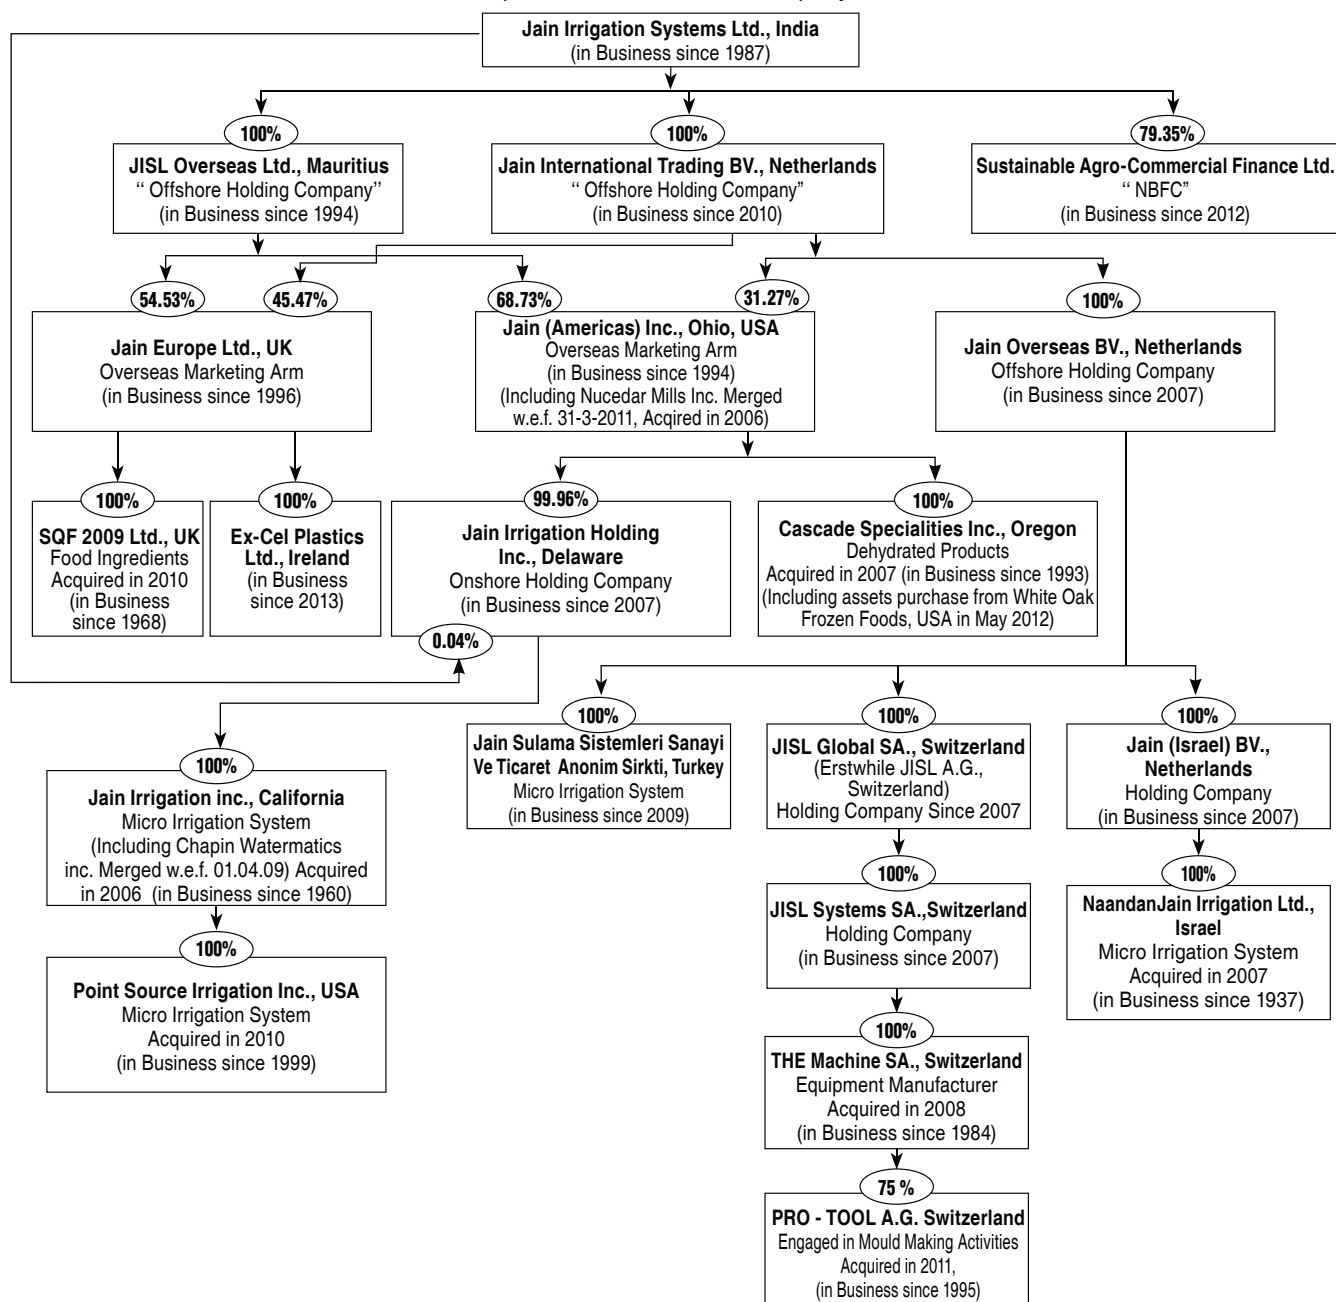 Jain Irrigation Systems Ltd., India
(in Business since 1987)
100%
JISL Overseas Ltd., Mauritius
“ Offshore Holding Company”
(in Business since 1994)
100%
Jain International Trading BV., Netherlands
“ Offshore Holding Company”
(in Business since 2010)
79.35%
Sustainable Agro-Commercial Finance Ltd.
“ NBFC”
(in Business since 2012)
54.53%
45.47%
Jain Europe Ltd., UK
Overseas Marketing Arm
(in Business since 1996)
68.73%
31.27%
Jain (Americas) Inc., Ohio, USA
Overseas Marketing Arm
(in Business since 1994)
(Including Nucedar Mills Inc. Merged
w.e.f. 31-3-2011, Acqired in 2006)
100%
Jain Overseas BV., Netherlands
Offshore Holding Company
(in Business since 2007)
100%
SQF 2009 Ltd., UK
Food Ingredients
Acquired in 2010
(in Business
since 1968)
100%
Ex-Cel Plastics
Ltd., Ireland
(in Business
since 2013)
99.96%
Jain Irrigation Holding
Inc., Delaware
Onshore Holding Company
(in Business since 2007)
0.04%
100%
Cascade Specialities Inc., Oregon
Dehydrated Products
Acquired in 2007 (in Business since 1993)
(Including assets purchase from White Oak
Frozen Foods, USA in May 2012)
100%
Jain Irrigation inc., California
Micro Irrigation System
(Including Chapin Watermatics
inc. Merged w.e.f. 01.04.09) Acquired
in 2006 (in Business since 1960)
100%
Point Source Irrigation Inc., USA
Micro Irrigation System
Acquired in 2010
(in Business since 1999)
100%
Jain Sulama Sistemleri Sanayi
Ve Ticaret Anonim Sirkti, Turkey
Micro Irrigation System
(in Business since 2009)
100%
JISL Global SA., Switzerland
(Erstwhile JISL A.G.,
Switzerland)
Holding Company Since 2007
100%
JISL Systems SA.,Switzerland
Holding Company
(in Business since 2007)
100%
THE Machine SA., Switzerland
Equipment Manufacturer
Acquired in 2008
(in Business since 1984)
75 %
PRO - TOOL A.G. Switzerland
Engaged in Mould Making Activities
Acquired in 2011,
(in Business since 1995)
100%
Jain (Israel) BV.,
Netherlands
Holding Company
(in Business since 2007)
100%
NaandanJain Irrigation Ltd.,
Israel
Micro Irrigation System
Acquired in 2007
(in Business since 1937)